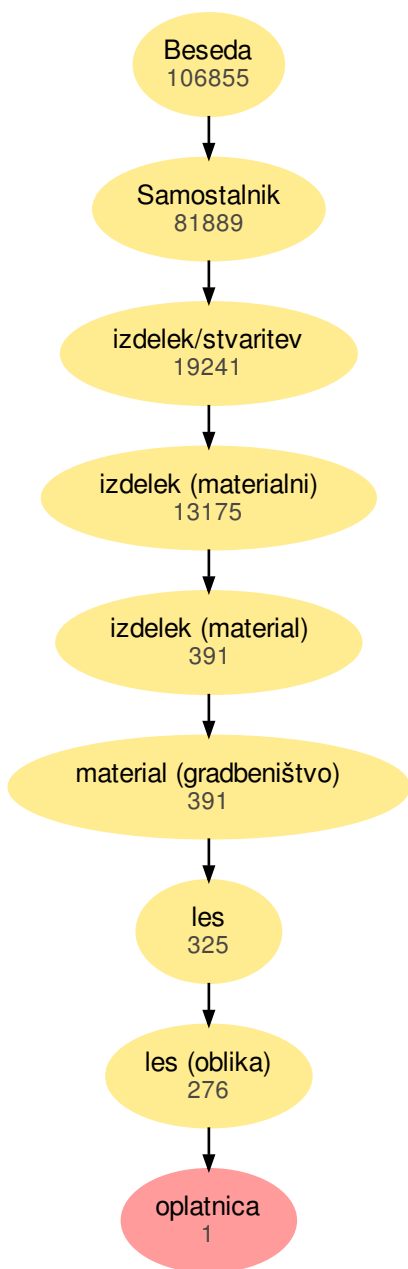 Beseda
106855
Samostalnik
81889
izdelek/stvaritev
19241
izdelek (materialni)
13175
izdelek (material)
391
material (gradbeništvo)
391
les
325
les (oblika)
276
oplatnica
1